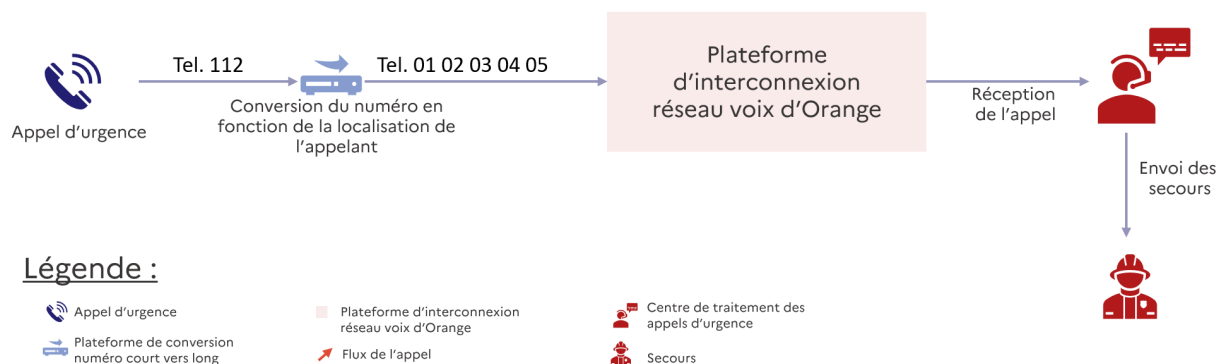 Tel. 112
Tel. 01 02 03 04 05
Appel d'urgence
Conversion du numéro en
fonction de la localisation de
l'appelant
Plateforme
d'interconnexion
réseau voix d'Orange
Réception
de l'appel
Envoi des
secours
Légende :
Appel d'urgence
Plateforme de conversion
numéro court vers long
Plateforme d'interconnexion
réseau voix d'Orange
Flux de l'appel
Centre de traitement des
appels d'urgence
Secours